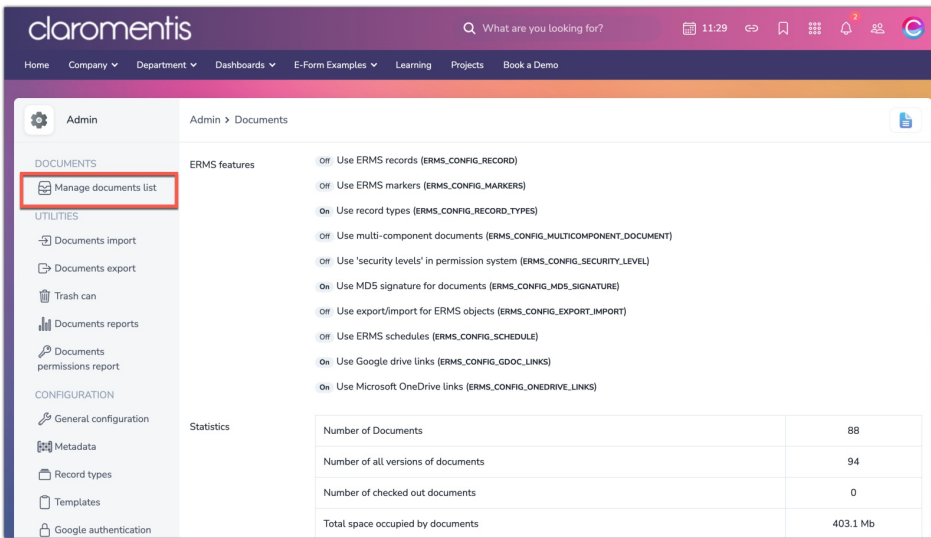 claromentis
What are you looking for?
11:29
2
Home Company Department Dashboards E-Form Examples Learning Projects Book a Demo
Admin
Admin > Documents
DOCUMENTS
Manage documents list
UTILITIES
Documents import
Documents export
Trash can
Documents reports
Documents
permissions report
CONFIGURATION
General configuration
Metadata
Record types
Templates
Google authentication
ERMS features
Off Use ERMS records (ERMS_CONFIG_RECORD)
Off Use ERMS markers (ERMS_CONFIG_MARKERS)
On Use record types (ERMS_CONFIG_RECORD_TYPES)
Off Use multi-component documents (ERMS_CONFIG_MULTICOMPONENT_DOCUMENT)
Off Use 'security levels' in permission system (ERMS_CONFIG_SECURITY_LEVEL)
On Use MD5 signature for documents (ERMS_CONFIG_MD5_SIGNATURE)
Off Use export/import for ERMS objects (ERMS_CONFIG_EXPORT_IMPORT)
Off Use ERMS schedules (ERMS_CONFIG_SCHEDULE)
On Use Google drive links (ERMS_CONFIG_GDOC_LINKS)
On Use Microsoft OneDrive links (ERMS_CONFIG_ONEDRIVE_LINKS)
Statistics
Number of Documents 88
Number of all versions of documents 94
Number of checked out documents 0
Total space occupied by documents 403.1 Mb